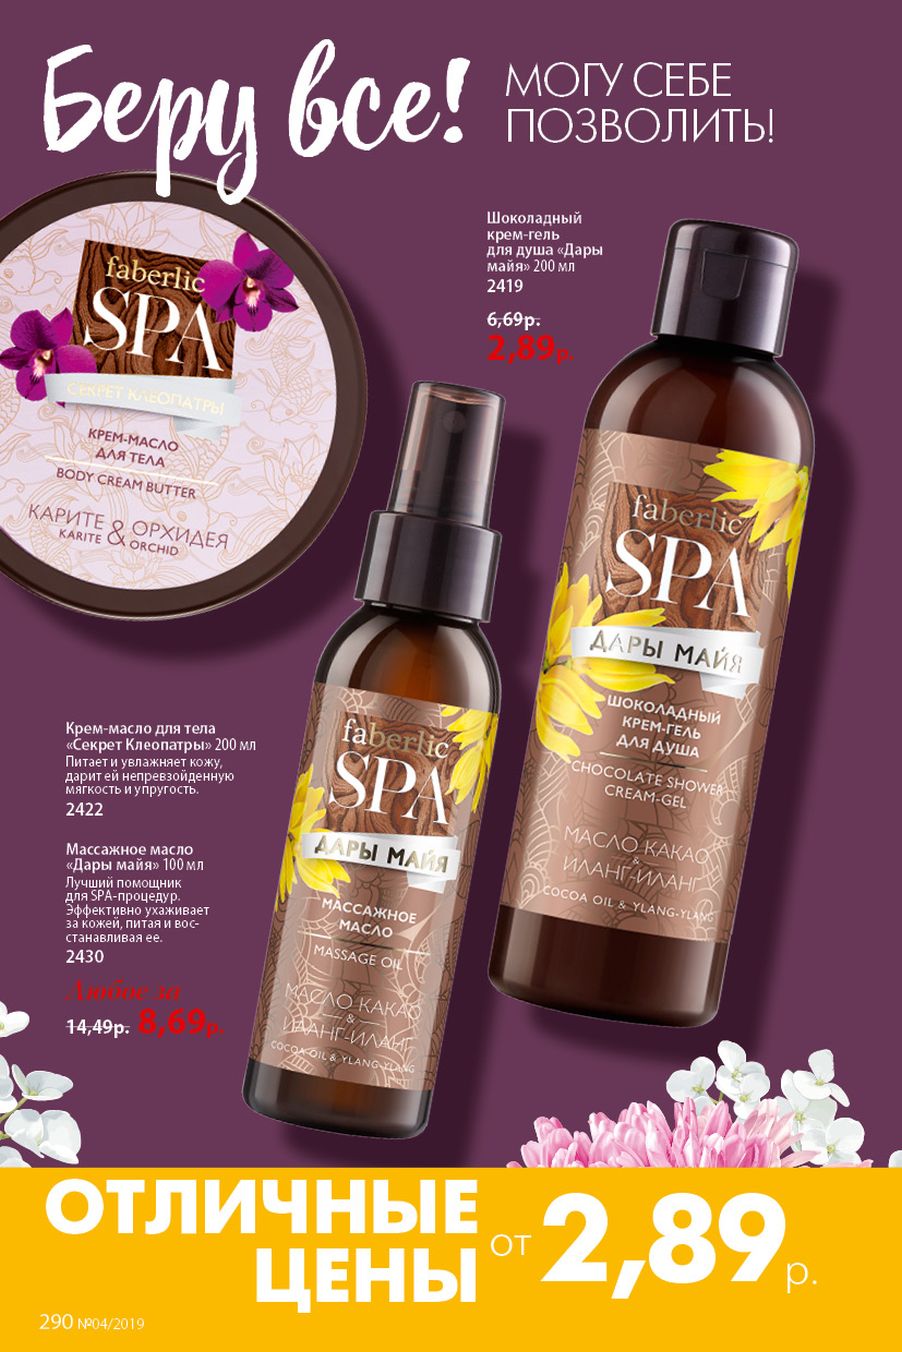 Беру все!
МОГУ СЕБЕ
ПОЗВОЛИТЬ!
Шоколадный
крем-гель
для душа «Дары
майя» 200 мл
2419
6,69р.
2,89р.
faberlic
SPA
СЕКРЕТ КЛЕОПАТРЫ
КРЕМ-МАСЛО
ДЛЯ ТЕЛА
BODY CREAM BUTTER
КАРИТЕ & ОРХИДЕЯ
KARITE & ORCHID
faberlic
SPA
ДАРЫ МАЙЯ
ШОКОЛАДНЫЙ
КРЕМ-ГЕЛЬ
ДЛЯ ДУША
CHOCOLATE SHOWER
CREAM-GEL
МАСЛО КАКАО
&
ИЛАНГ-ИЛАНГ
COCOA OIL & YLANG-YLANG
faberlic
SPA
ДАРЫ МАЙЯ
МАССАЖНОЕ
МАСЛО
MASSAGE OIL
МАСЛО КАКАО
&
ИЛАНГ-ИЛАНГ
COCOA OIL & YLANG-YLANG
Крем-масло для тела
«Секрет Клеопатры» 200 мл
Питает и увлажняет кожу,
дарит ей непревзойденную
мягкость и упругость.
2422
Массажное масло
«Дары майя» 100 мл
Лучший помощник
для SPA-процедур.
Эффективно ухаживает
за кожей, питая и вос-
станавливая ее.
2430
Любое за
14,49р. 8,69р.
ОТЛИЧНЫЕ
ЦЕНЫ
от 2,89 р.
290 №04/2019